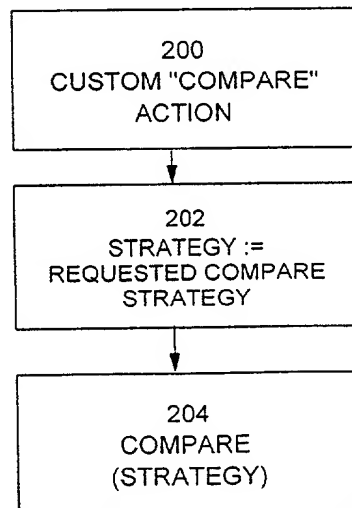 200
CUSTOM "COMPARE"
ACTION
202
STRATEGY :=
REQUESTED COMPARE
STRATEGY
204
COMPARE
(STRATEGY)